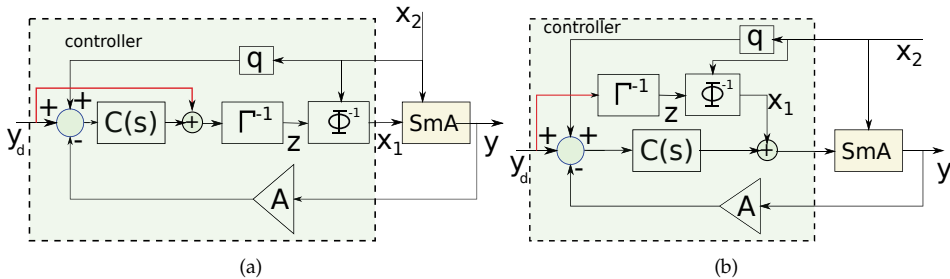 x2
controller
q
+
+
yd
-
C(s)
+
Γ-1
z
Φ-1
x1
SmA
y
A
(a)
controller
q
x2
Γ-1
z
Φ-1
x1
+
+
yd
-
C(s)
+
SmA
y
A
(b)